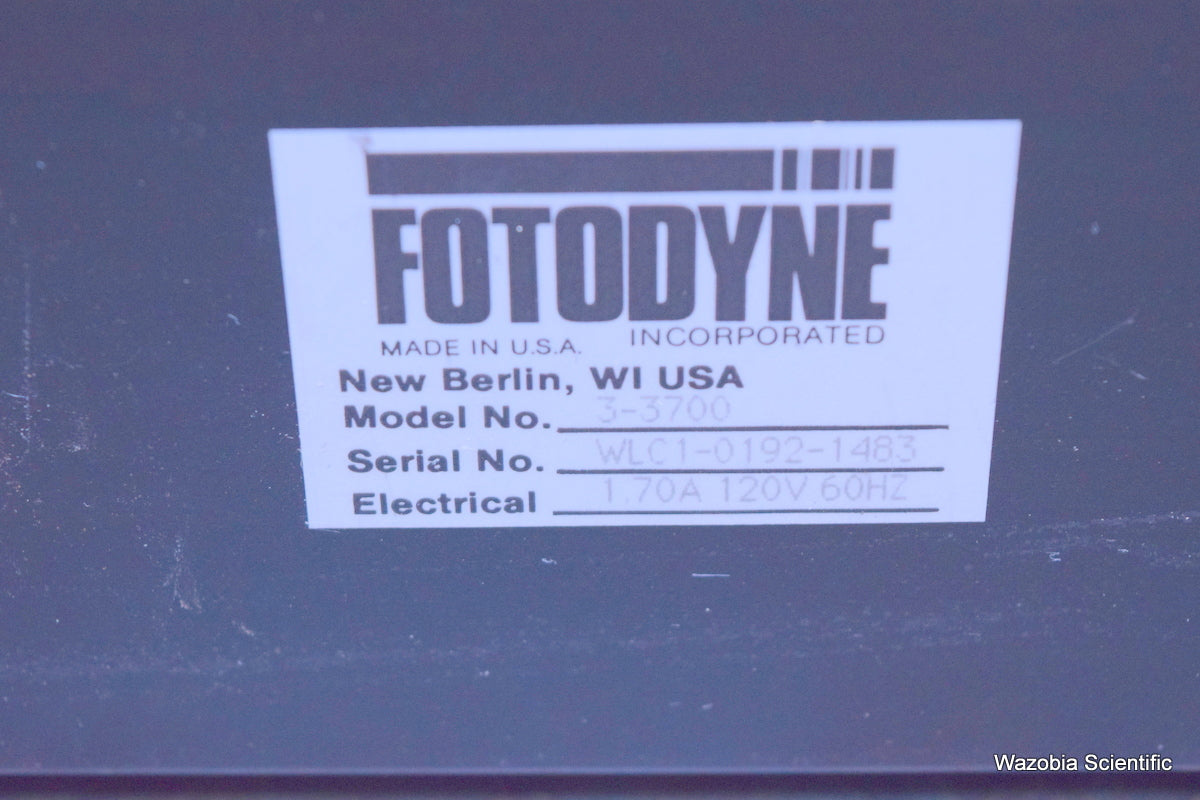 FOTODYNE
INCORPORATED
MADE IN U.S.A.
New Berlin, WI USA
Model No. 3-3700
Serial No. WLC1-0192-1483
Electrical 1.70A 120V 60HZ
Wazobia Scientific